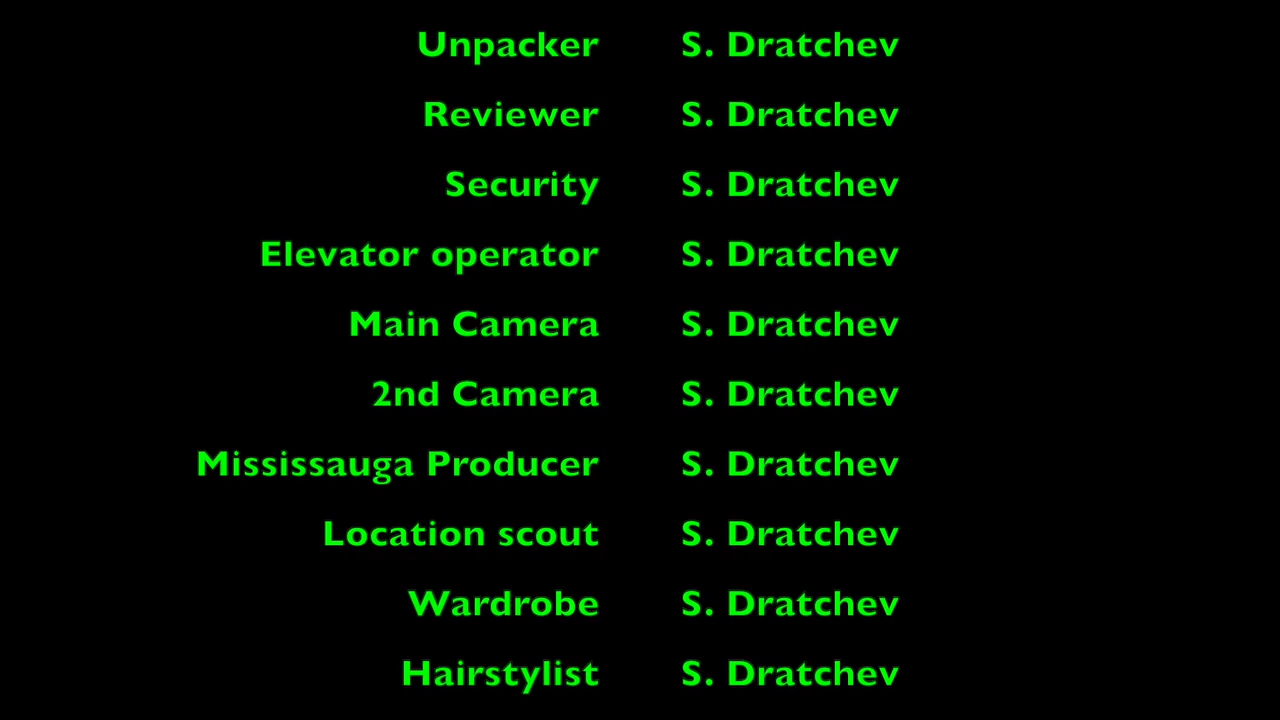 Unpacker S. Dratchev
Reviewer S. Dratchev
Security S. Dratchev
Elevator operator S. Dratchev
Main Camera S. Dratchev
2nd Camera S. Dratchev
Mississauga Producer S. Dratchev
Location scout S. Dratchev
Wardrobe S. Dratchev
Hairstylist S. Dratchev